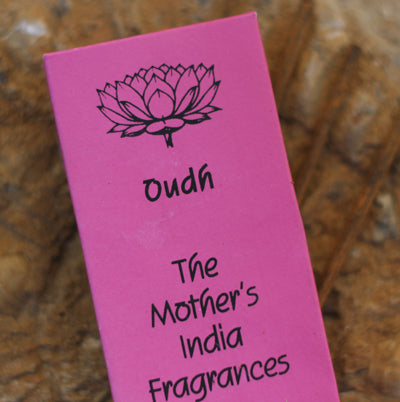 Oudh
The
Mother's
India
Fragrances